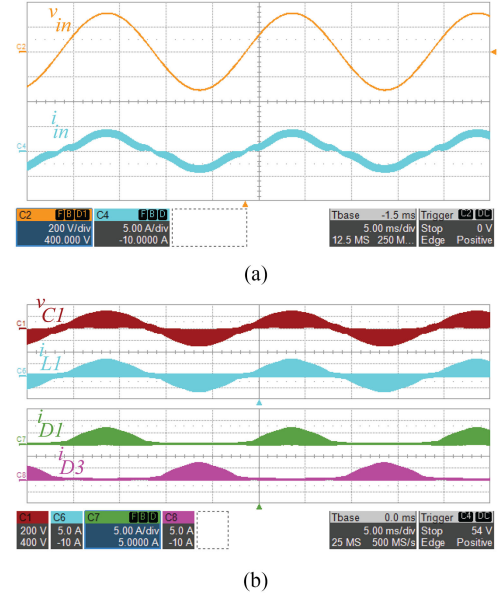 v in
C2
i in
C4
C2 F B D1
C4 F B D
200 V/div
5.00 A/div
400.000 V
-10.0000 A
Tbase -1.5 ms
Trigger C2 DC
5.00 ms/div
Stop 0 V
12.5 MS 250 M...
Edge Positive
(a)
v C1
C1
i L1
C6
i D1
C7
i D3
C8
C1 C6 C7 F B D C8
200 V 5.0 A 5.00 A/div 5.0 A
400 V -10 A 5.0000 A -10 A
Tbase 0.0 ms
Trigger C4 DC
5.00 ms/div
Stop 54 V
25 MS 500 MS/s
Edge Positive
(b)